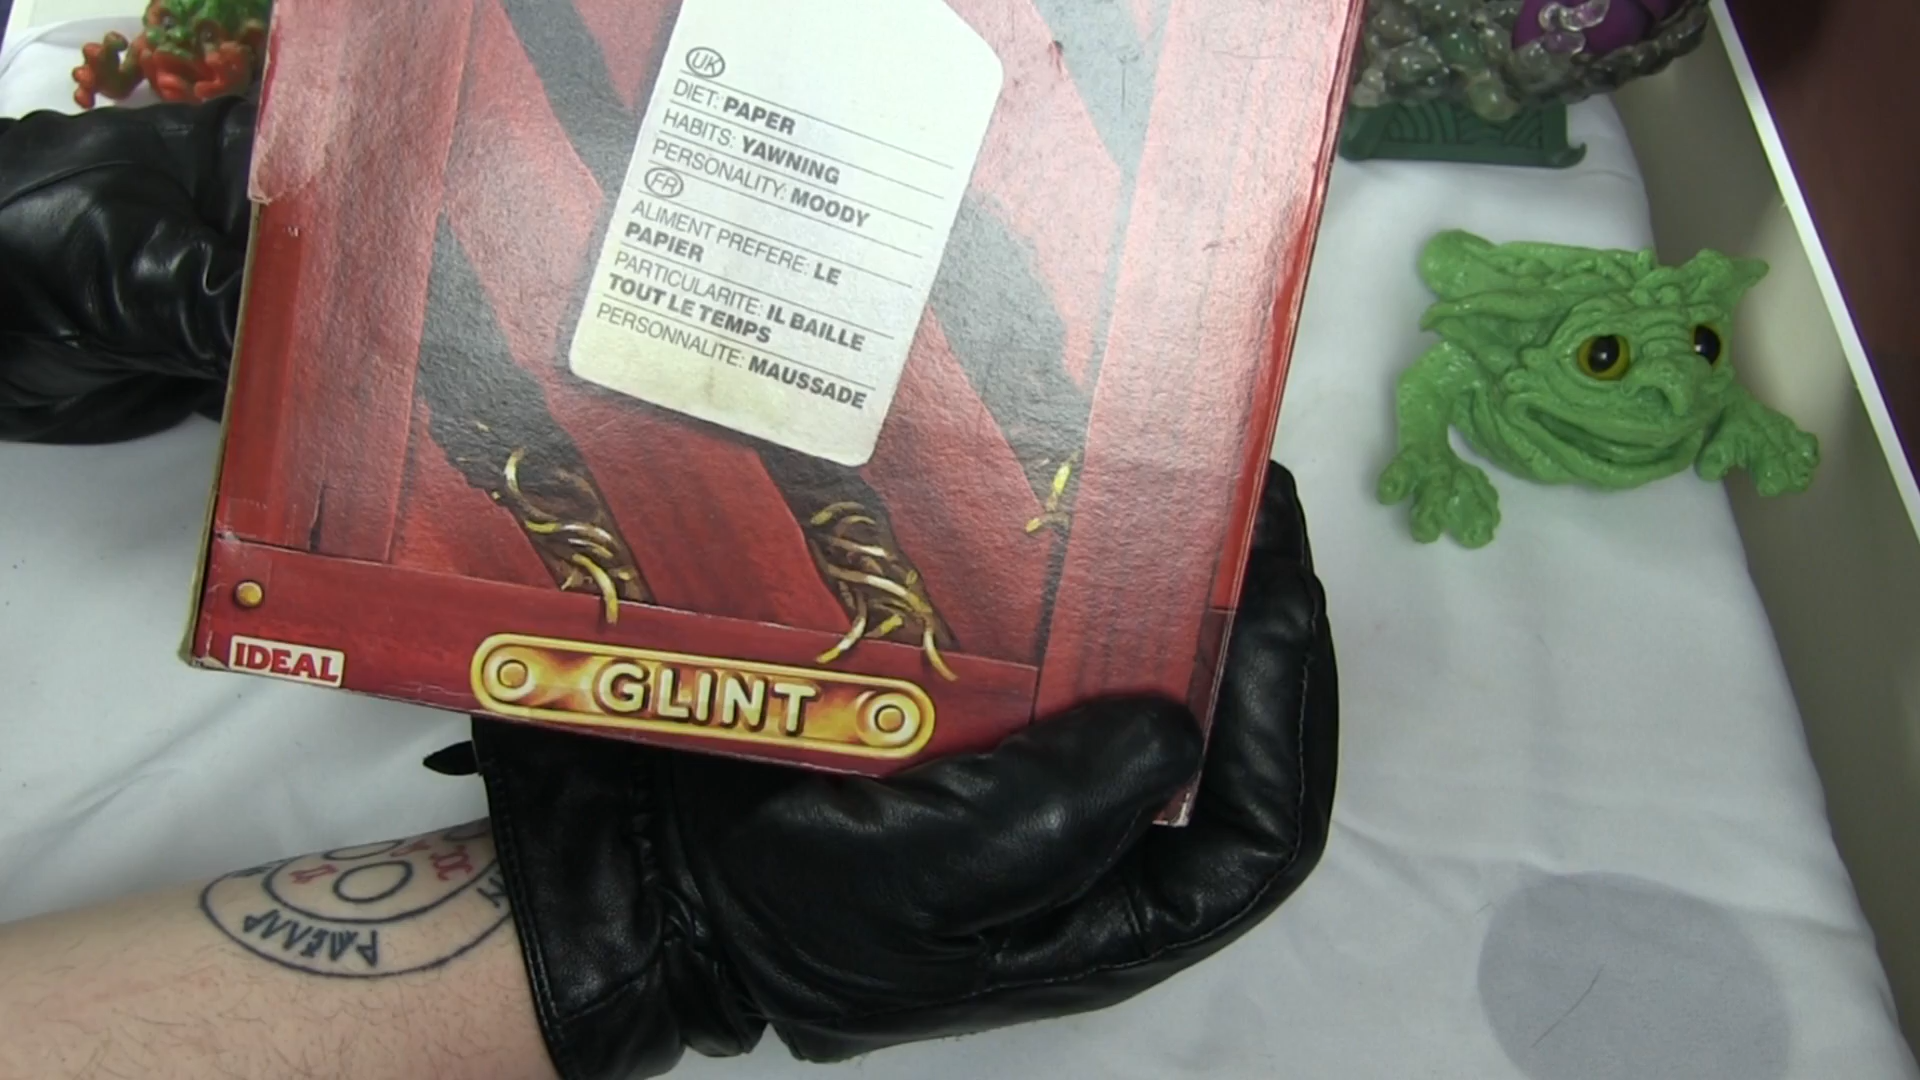 UK
DIET: PAPER
HABITS: YAWNING
PERSONALITY: MOODY
FR
ALIMENT PREFERE: LE
PAPIER
PARTICULARITE: IL BAILLE
TOUT LE TEMPS
PERSONNALITE: MAUSSADE
IDEAL
GLINT